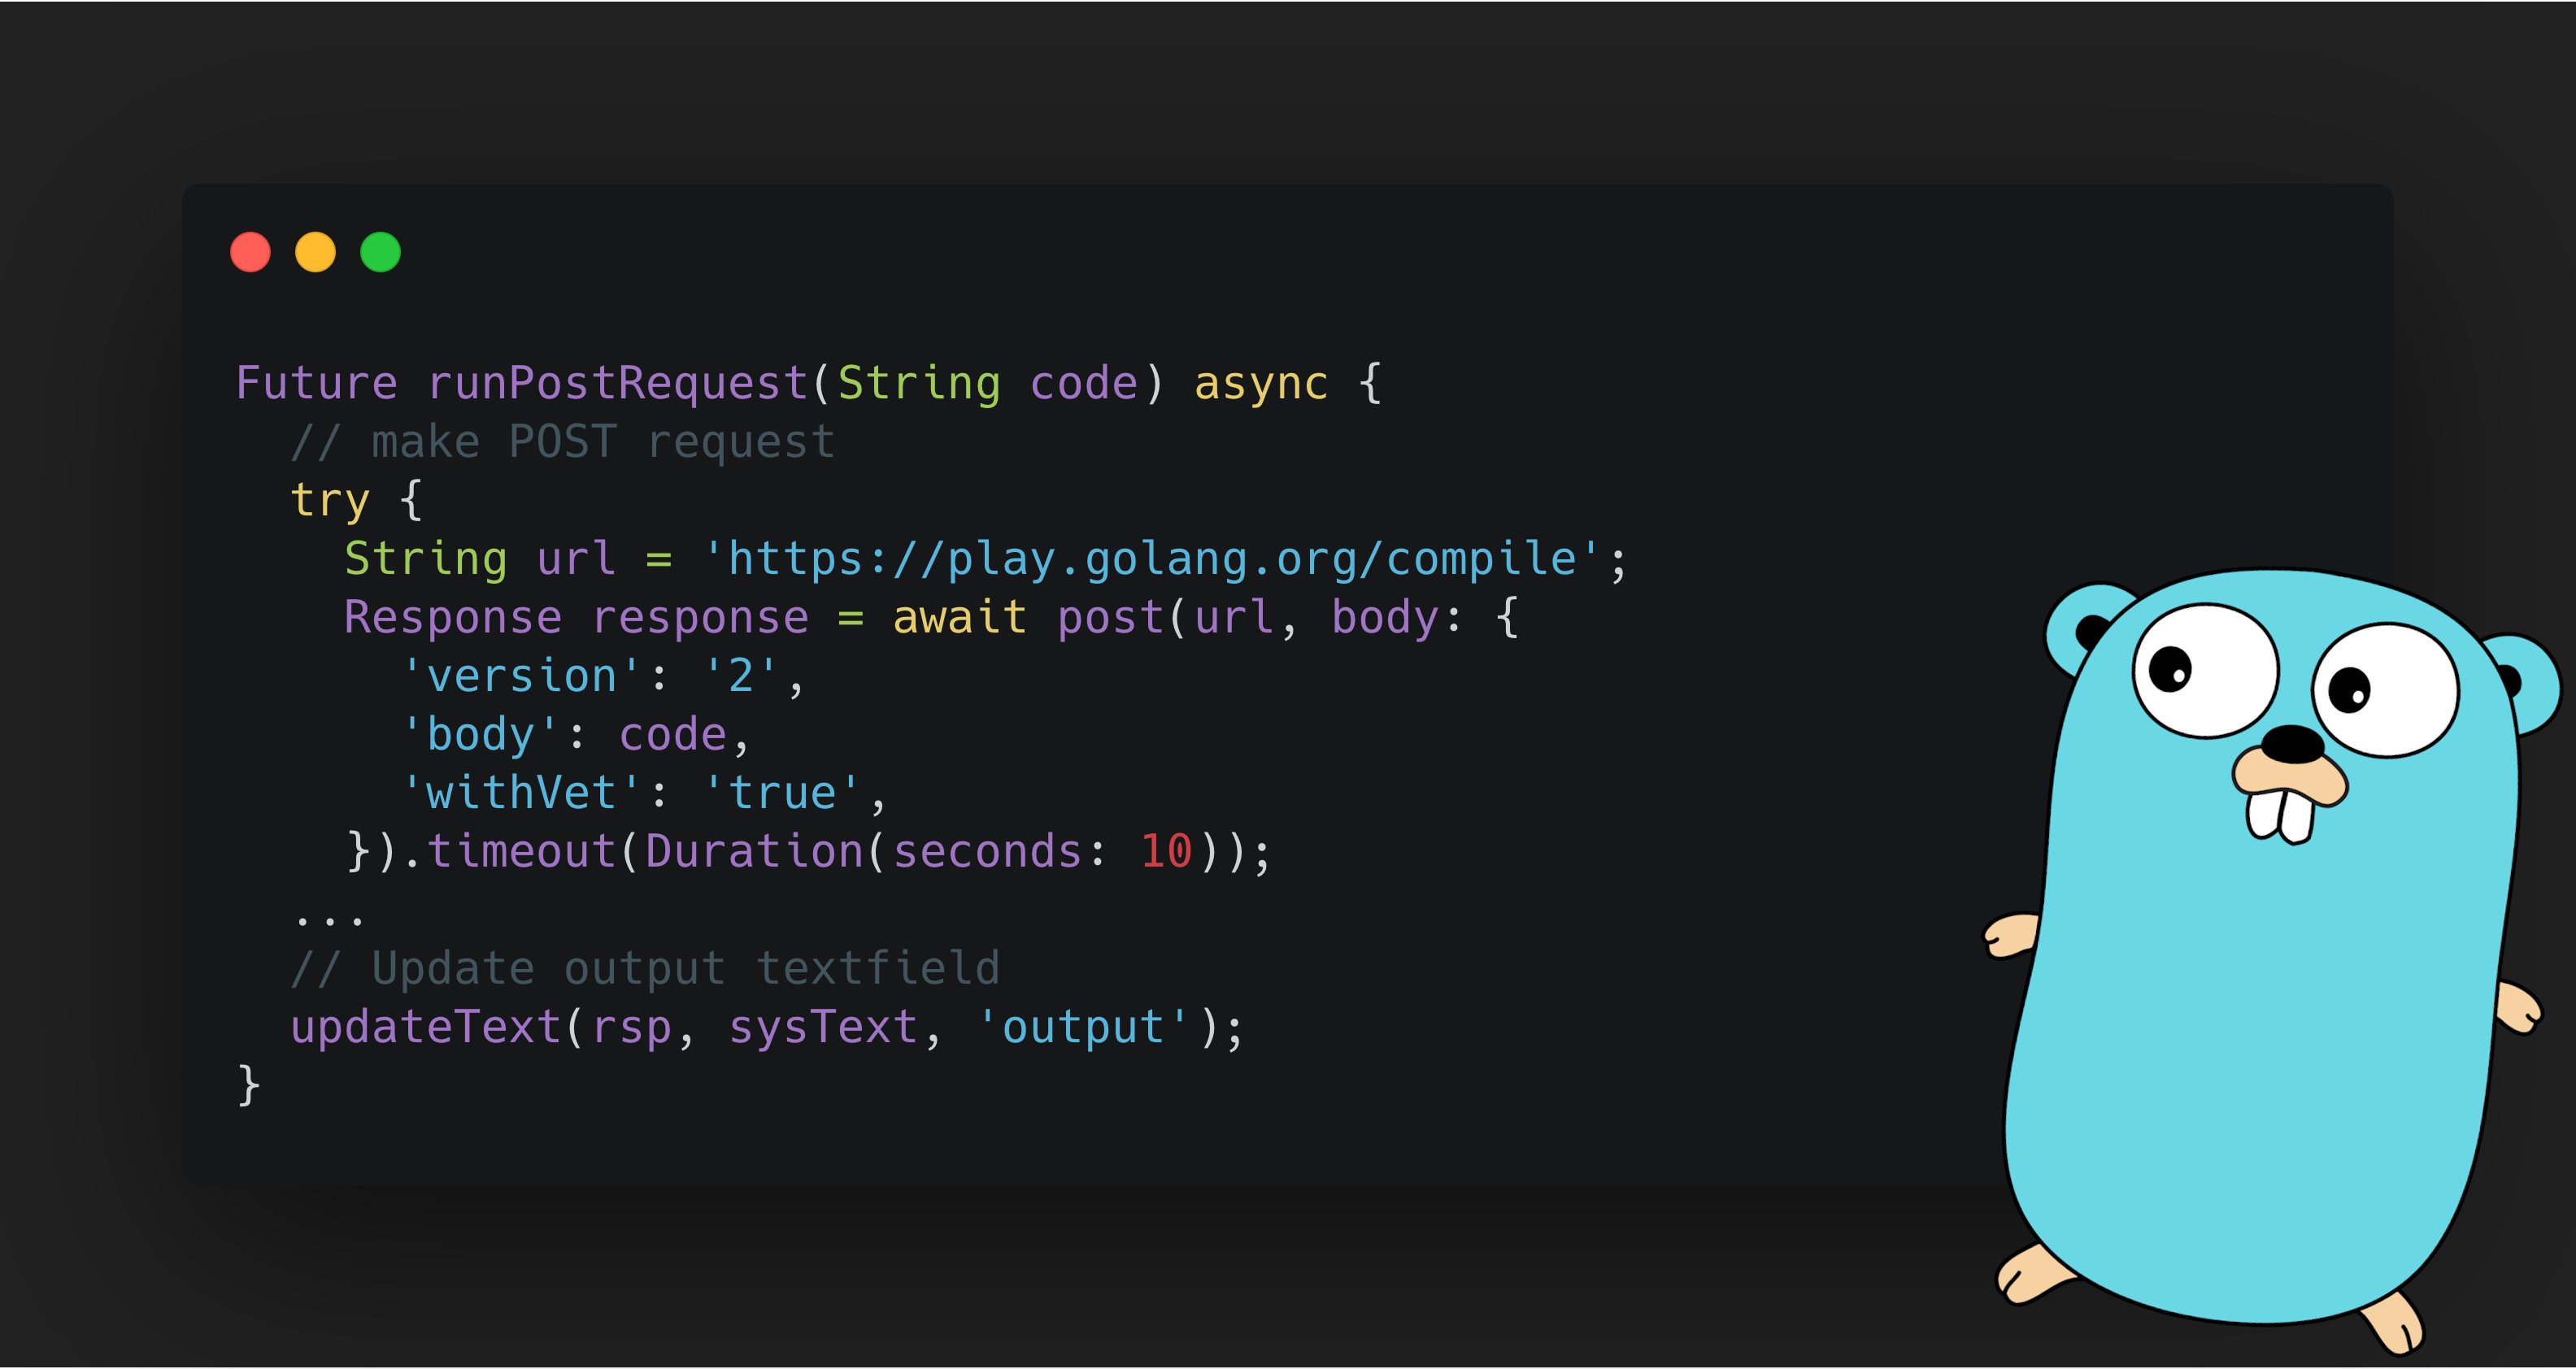 Future runPostRequest(String code) async {
  // make POST request
  try {
    String url = 'https://play.golang.org/compile';
    Response response = await post(url, body: {
      'version': '2',
      'body': code,
      'withVet': 'true',
    }).timeout(Duration(seconds: 10));
  ...
  // Update output textfield
  updateText(rsp, sysText, 'output');
}